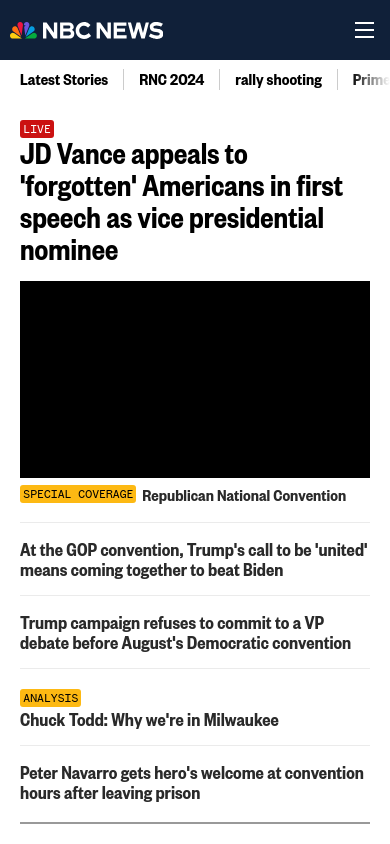 NBC NEWS
Latest Stories
RNC 2024
rally shooting
Prime
LIVE
JD Vance appeals to
'forgotten' Americans in first
speech as vice presidential
nominee
SPECIAL COVERAGE Republican National Convention
At the GOP convention, Trump's call to be 'united'
means coming together to beat Biden
Trump campaign refuses to commit to a VP
debate before August's Democratic convention
ANALYSIS
Chuck Todd: Why we're in Milwaukee
Peter Navarro gets hero's welcome at convention
hours after leaving prison